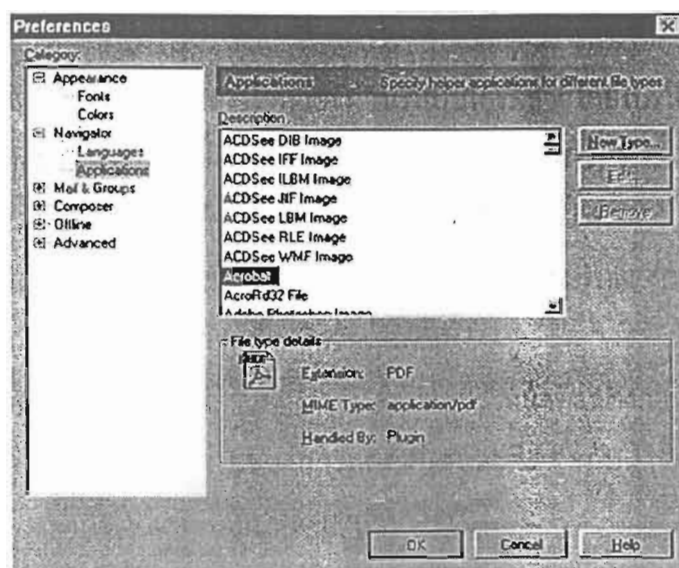 Preferences
Category:
Appearance
Fonts
Colors
Navigator
Languages
Applications
Mail & Groups
Composer
Offline
Advanced
Applications Specify helper applications for different file types
Description
ACDSee DIB Image
ACDSee IFF Image
ACDSee ILBM Image
ACDSee JIF Image
ACDSee LBM Image
ACDSee RLE Image
ACDSee WMF Image
Acrobat
AcroRd32 File
Adobe Photoshop Image
New Type...
Edit...
Remove
File type details
Extension: PDF
MIME Type: application/pdf
Handled By: Plugin
OK Cancel Help